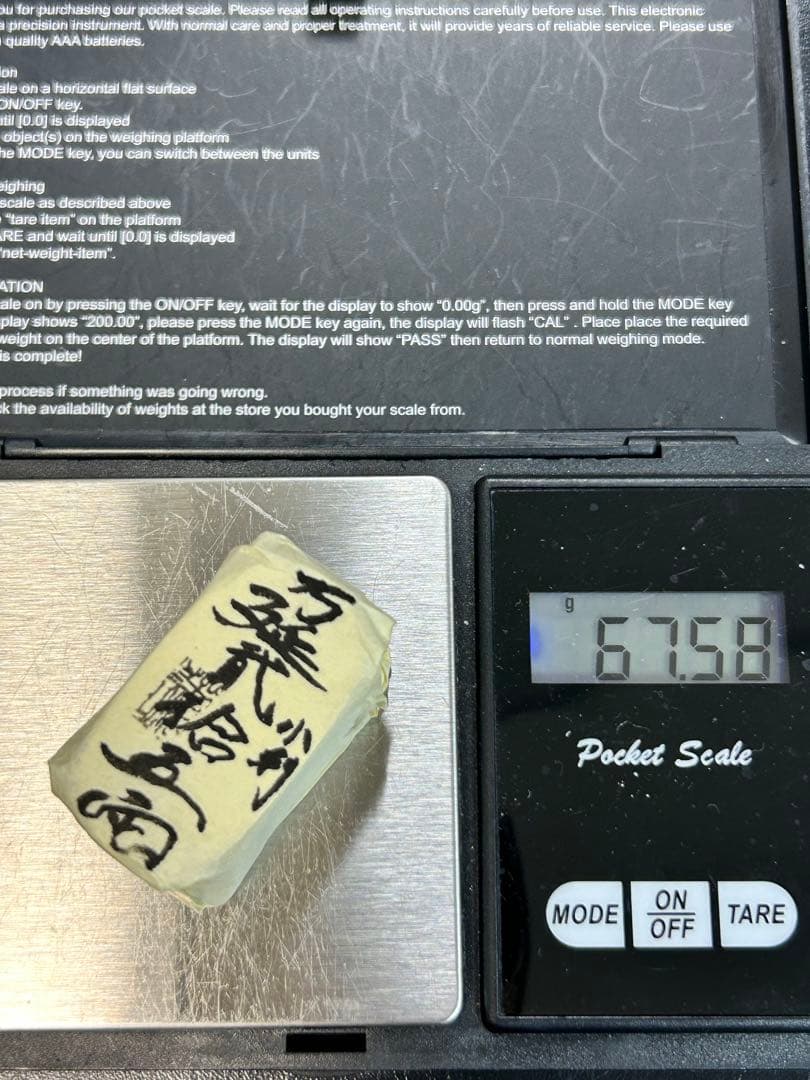 ou for purchasing our pocket scale. Please read all operating instructions carefully before use. This electronic
a precision instrument. With normal care and proper treatment, it will provide years of reliable service. Please use
quality AAA batteries.
ion
ale on a horizontal flat surface
ON/OFF key.
ntil [0.0] is displayed
object(s) on the weighing platform
he MODE key, you can switch between the units
eighing
scale as described above
"tare item" on the platform
ARE and wait until [0.0] is displayed
"net-weight-item".
ATION
ale on by pressing the ON/OFF key, wait for the display to show "0.00g", then press and hold the MODE key
play shows "200.00", please press the MODE key again, the display will flash "CAL" . Place place the required
weight on the center of the platform. The display will show "PASS" then return to normal weighing mode.
is complete!
process if something was going wrong.
ck the availability of weights at the store you bought your scale from.
万延小判
弐拾五両
g
67.58
Pocket Scale
MODE
ON
OFF
TARE